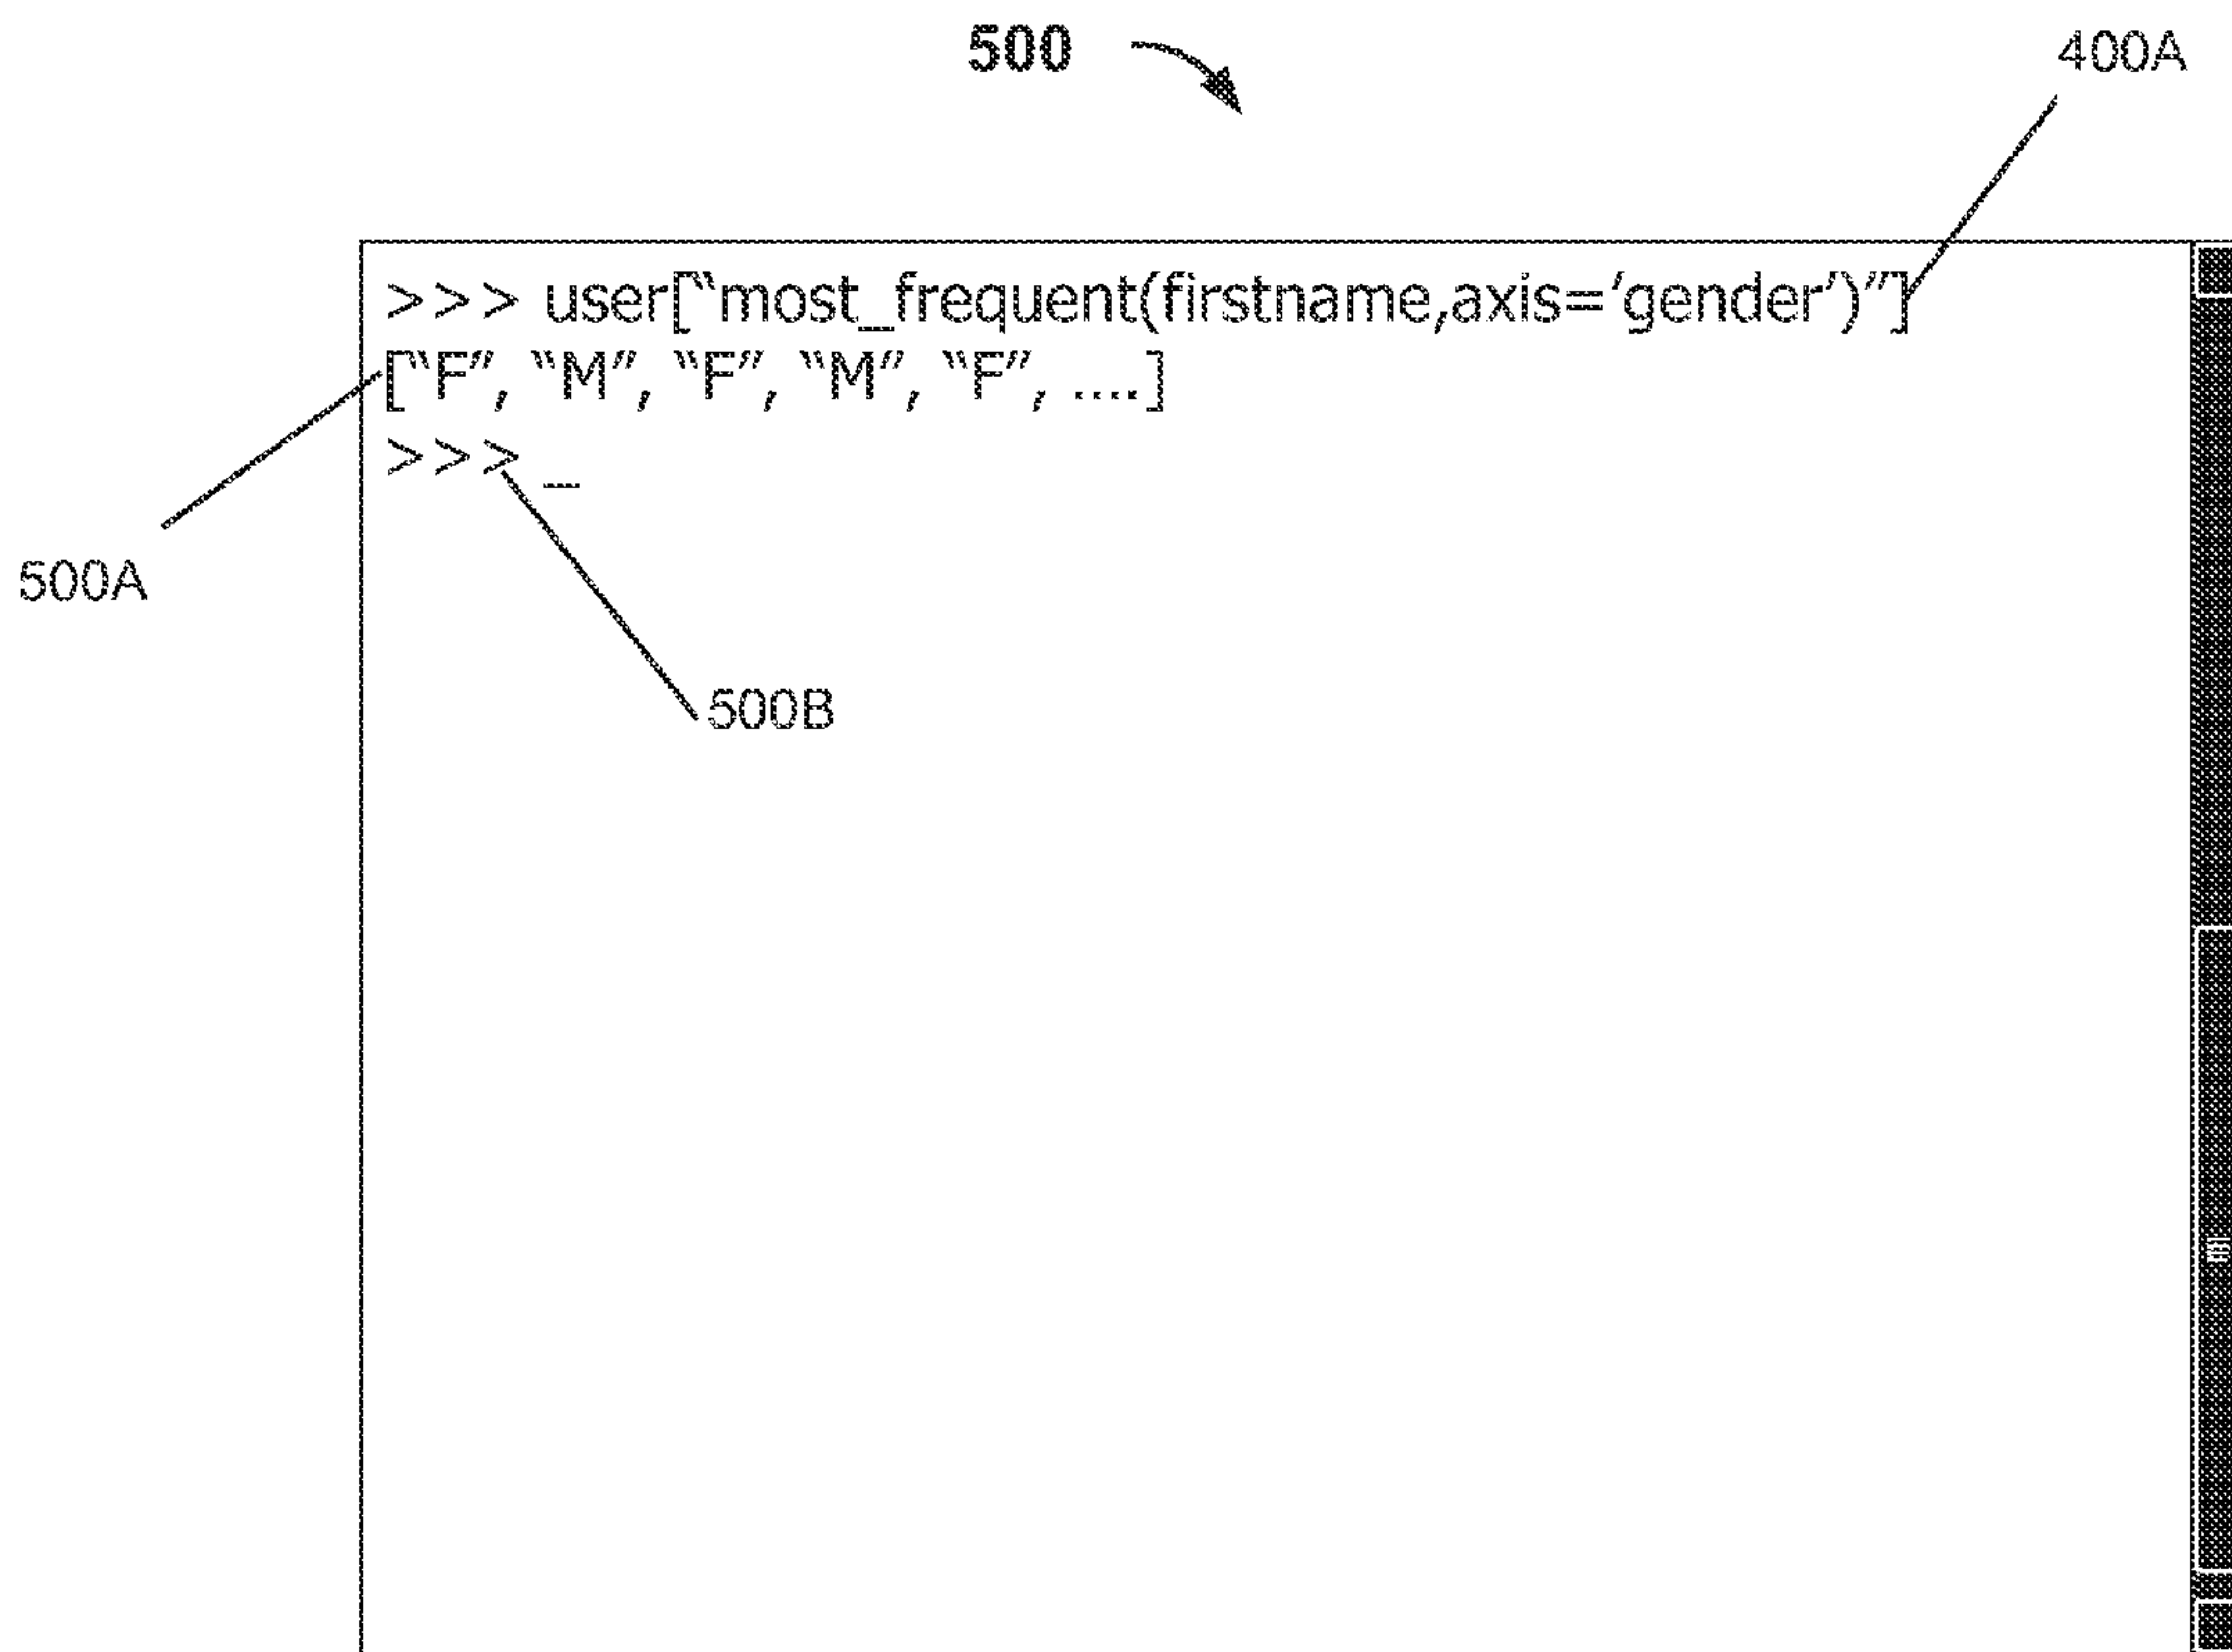 500
400A
>>> user[“most_frequent(firstname,axis=’gender’)”]
[“F”, “M”, “F”, “M”, “F”, ....]
>>> _
500A
500B